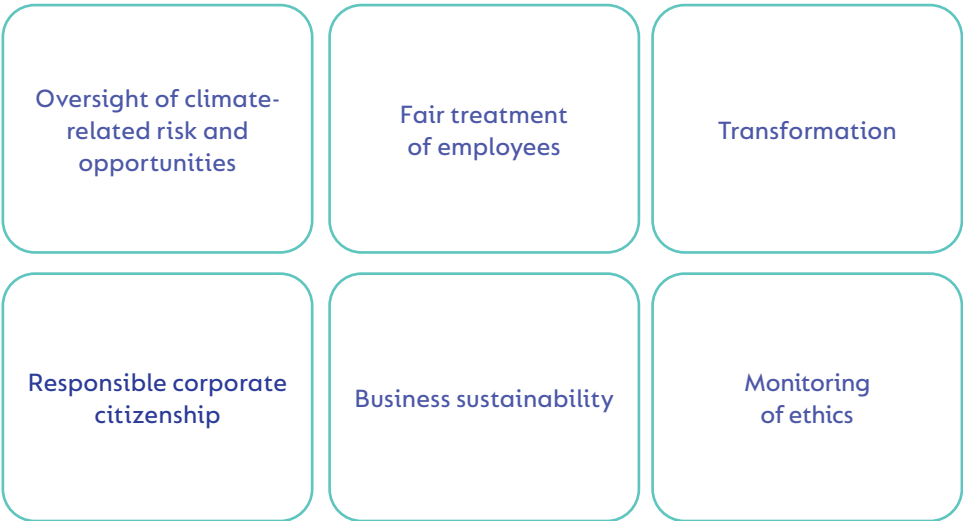 Oversight of climate-
related risk and
opportunities
Fair treatment
of employees
Transformation
Responsible corporate
citizenship
Business sustainability
Monitoring
of ethics